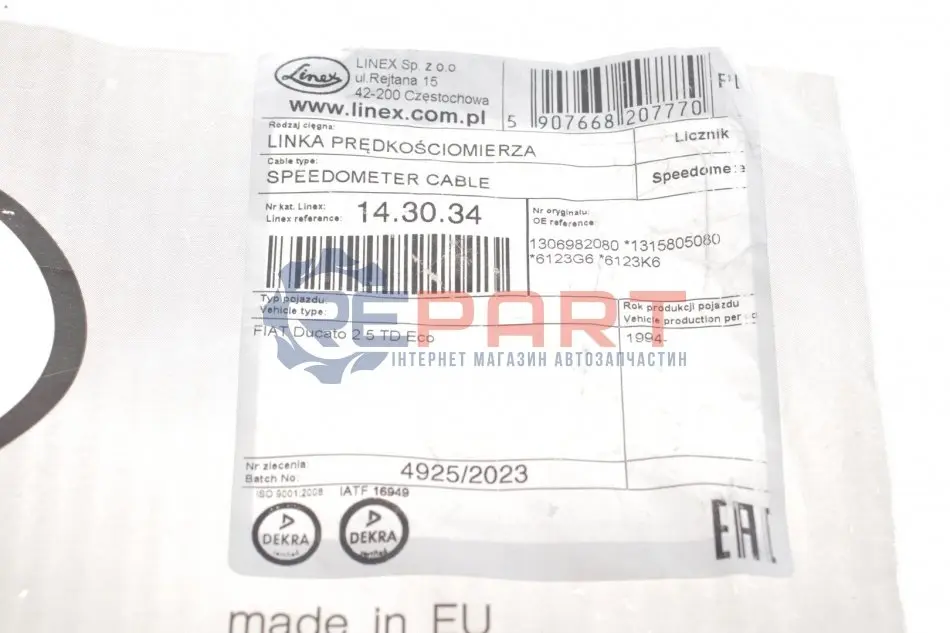 Linex
LINEX Sp. z o.o
ul.Rejtana 15
42-200 Częstochowa
www.linex.com.pl
5 907668 207770
Rodzaj cięgna:
LINKA PRĘDKOŚCIOMIERZA
Licznik
Cable type:
SPEEDOMETER CABLE
Nr kat. Linex:
Linex reference:
14.30.34
Nr oryginału:
OE reference
1306982080 *1315805080
*6123G6 *6123K6
Typ pojazdu:
Vehicle type:
FIAT Ducato 2.5 TD Eco
Rok produkcji pojazdu
Vehicle production
1994-
QEPART
ІНТЕРНЕТ МАГАЗИН АВТОЗАПЧАСТИН
Nr zlecenia:
Batch No:
4925/2023
ISO 9001:2008 IATF 16949
DEKRA
DEKRA
EAC
made in EU